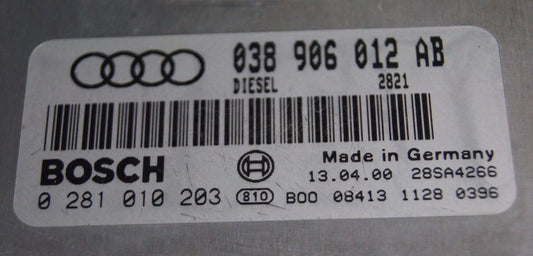 038 906 012 AB
DIESEL 2821
BOSCH Made in Germany
13.04.00 28SA4266
0 281 010 203 810 B00 08413 1128 0396